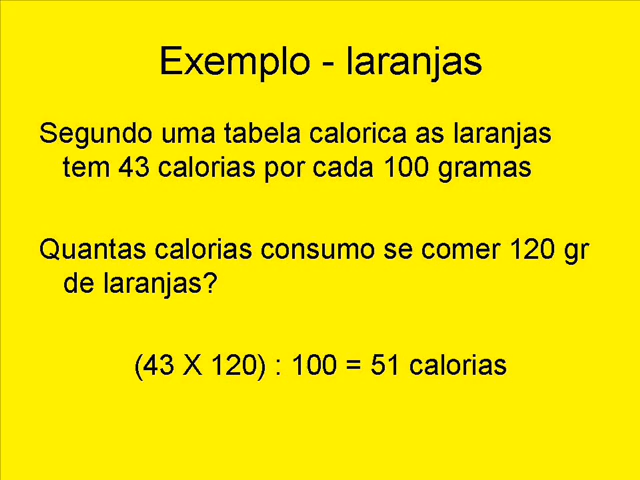 Exemplo - laranjas
Segundo uma tabela calorica as laranjas
tem 43 calorias por cada 100 gramas
Quantas calorias consumo se comer 120 gr
de laranjas?
(43 X 120) : 100 = 51 calorias